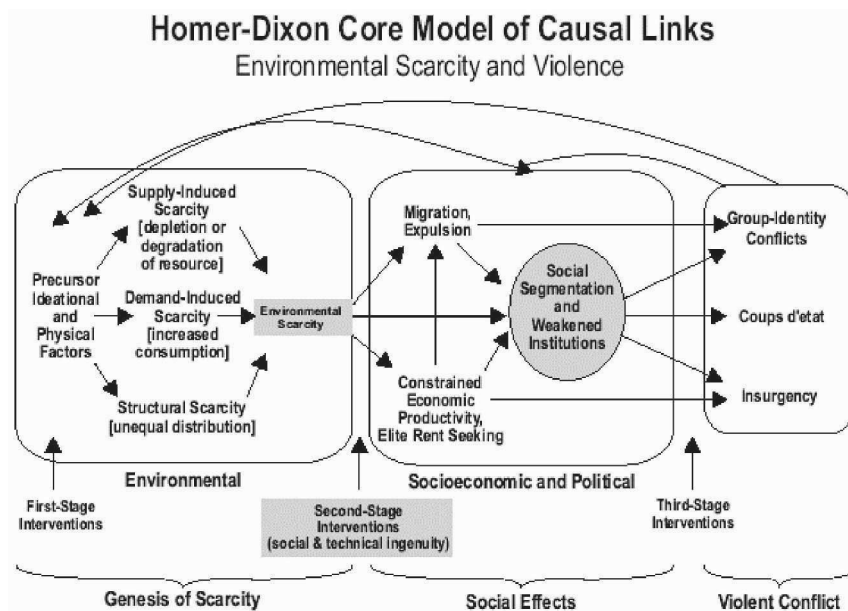 Homer-Dixon Core Model of Causal Links
Environmental Scarcity and Violence
Supply-Induced
Scarcity
[depletion or
degradation
of resource]
Precursor
Ideational
and
Physical
Factors
Demand-Induced
Scarcity
[increased
consumption]
Structural Scarcity
[unequal distribution]
Environmental
Scarcity
Migration,
Expulsion
Social
Segmentation
and
Weakened
Institutions
Constrained
Economic
Productivity,
Elite Rent Seeking
Group-Identity
Conflicts
Coups d'etat
Insurgency
Environmental
Socioeconomic and Political
First-Stage
Interventions
Second-Stage
Interventions
(social & technical ingenuity)
Third-Stage
Interventions
Genesis of Scarcity
Social Effects
Violent Conflict